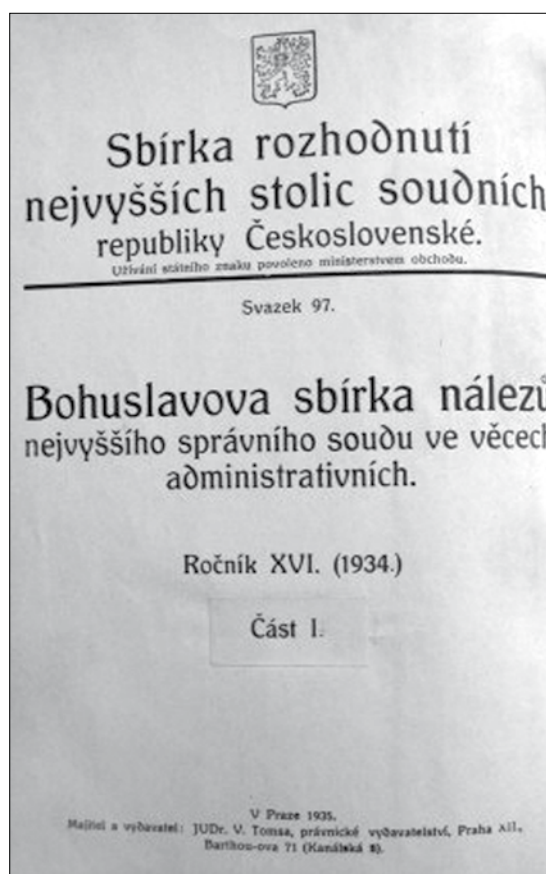 Sbírka rozhodnutí
nejvyšších stolic soudních
republiky Československé.
Užívání státního znaku povoleno ministerstvem obchodu.
Svazek 97.
Bohuslavova sbírka nálezů
nejvyššího správního soudu ve věcech
administrativních.
Ročník XVI. (1934.)
Část I.
V Praze 1935.
Majitel a vydavatel: JUDr. V. Tomsa, právnické vydavatelství, Praha XII.,
Barthou-ova 71 (Kanálská 8).